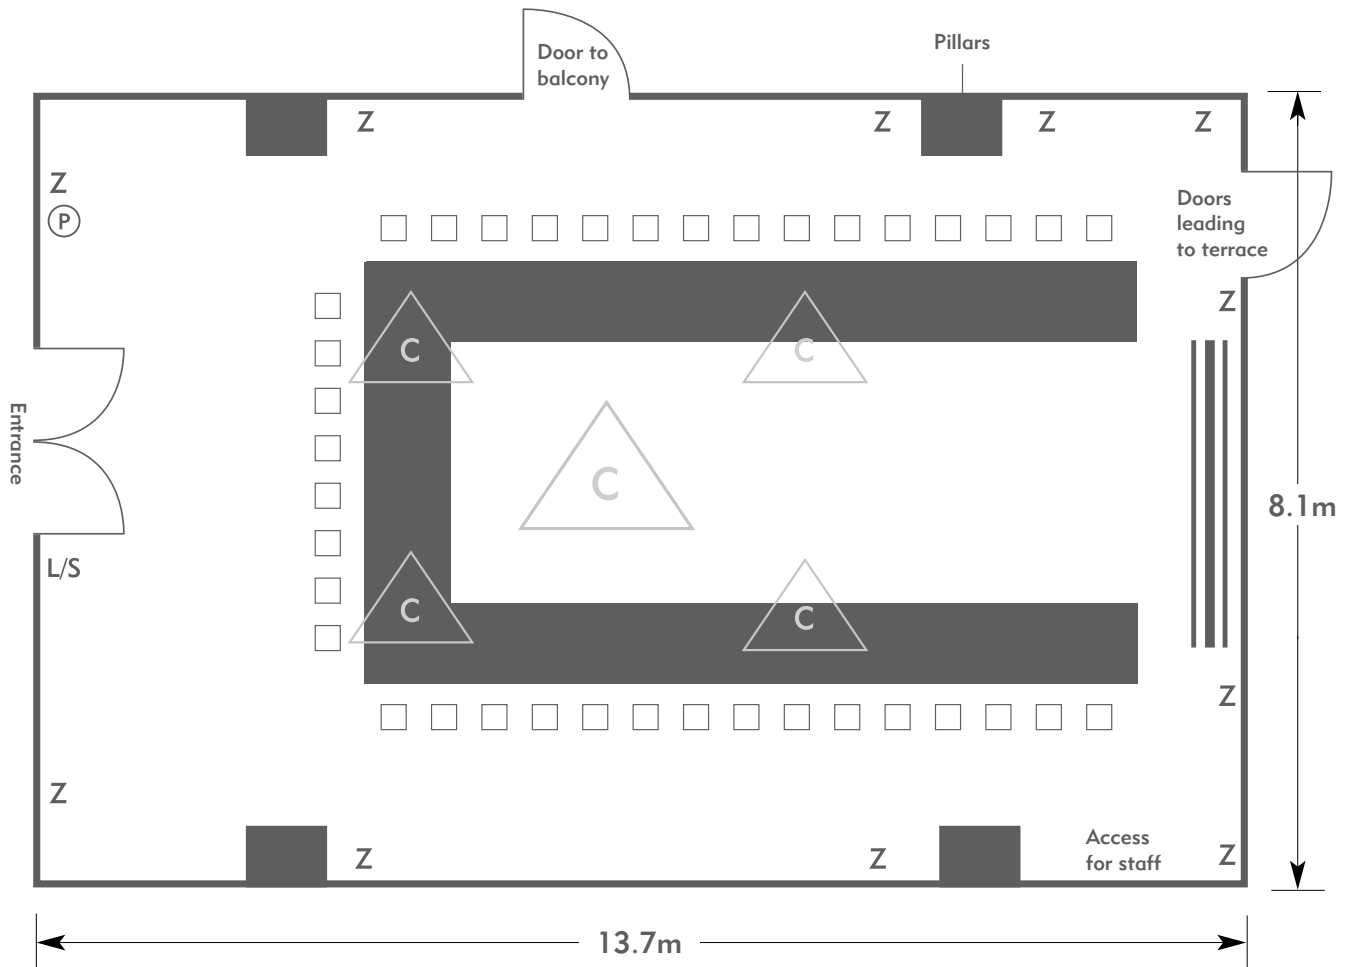 Door to
balcony
Pillars
Z
Z
Z
Z
Z
P
Doors
leading
to terrace
Z
C
C
Entrance
C
8.1m
L/S
C
C
Z
Z
Access
for staff
Z
Z
Z
13.7m